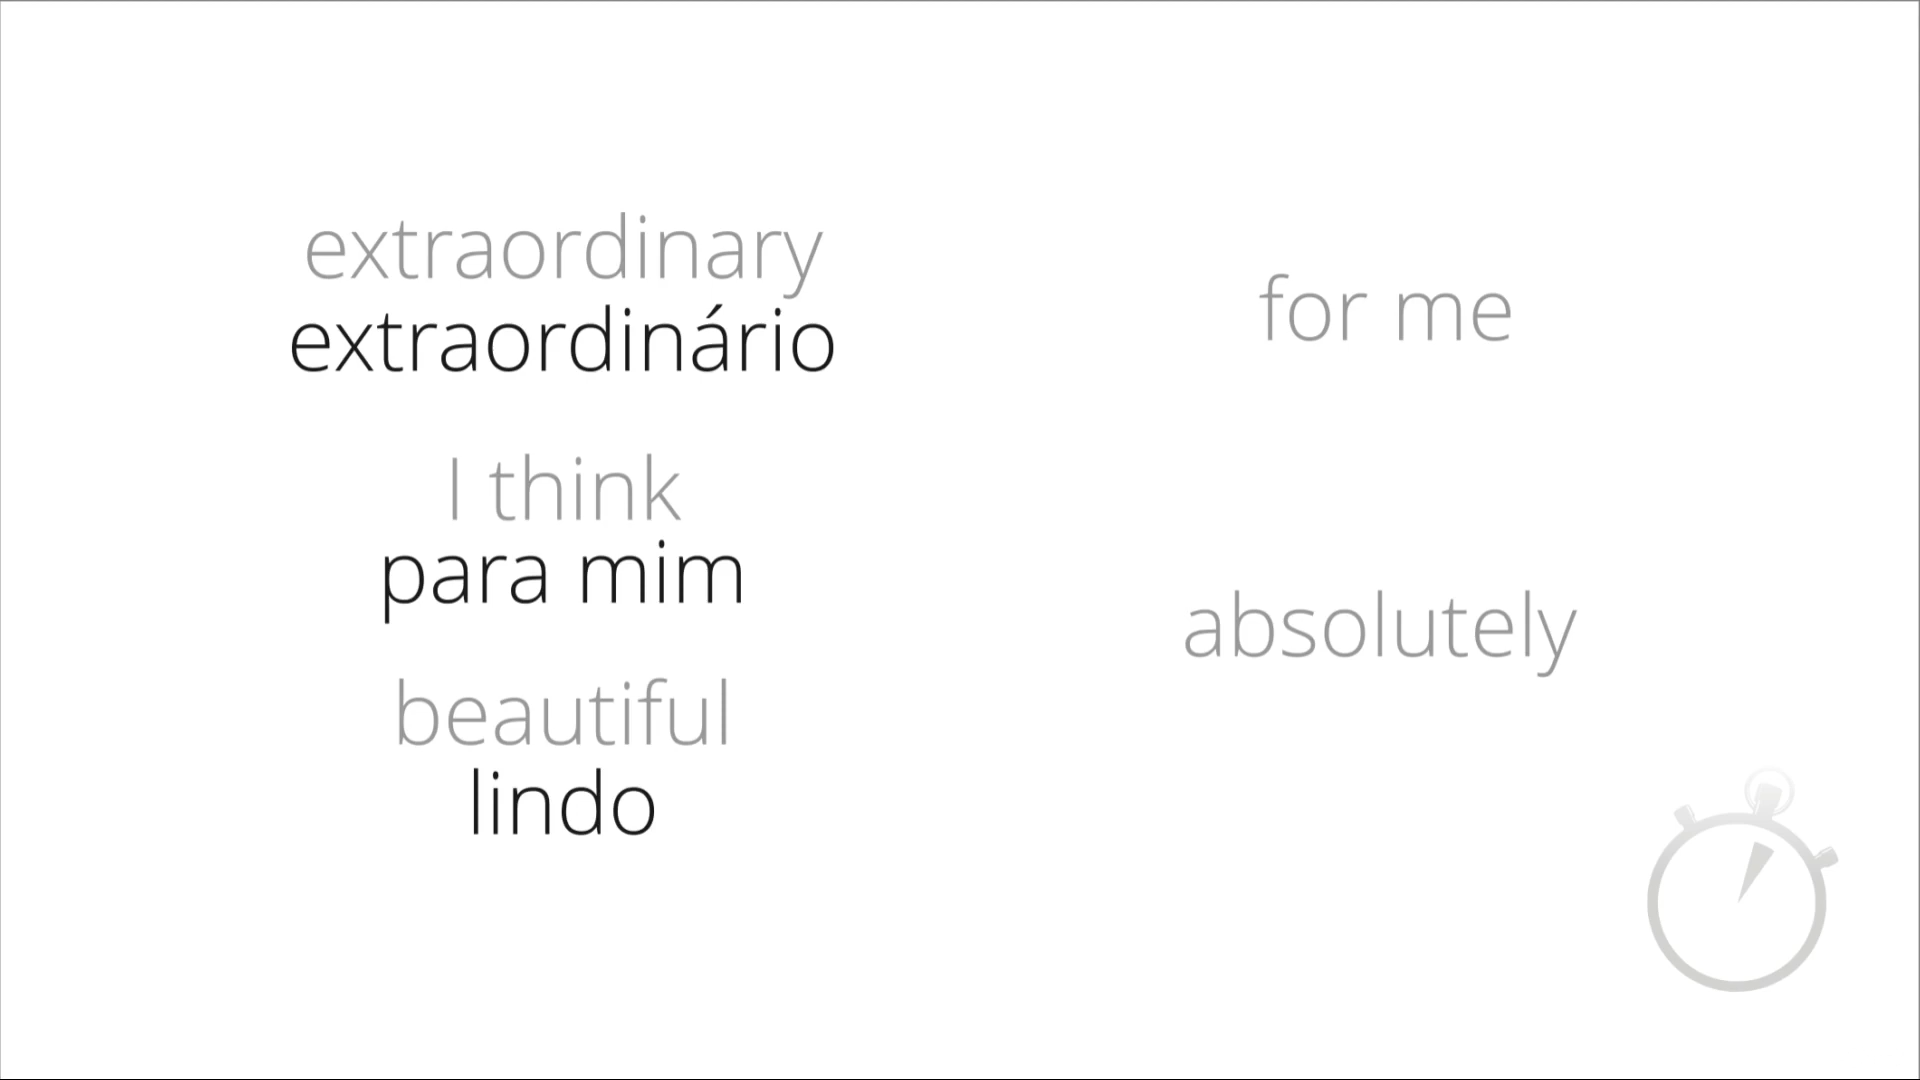 extraordinary
extraordinário
I think
para mim
beautiful
lindo
for me
absolutely